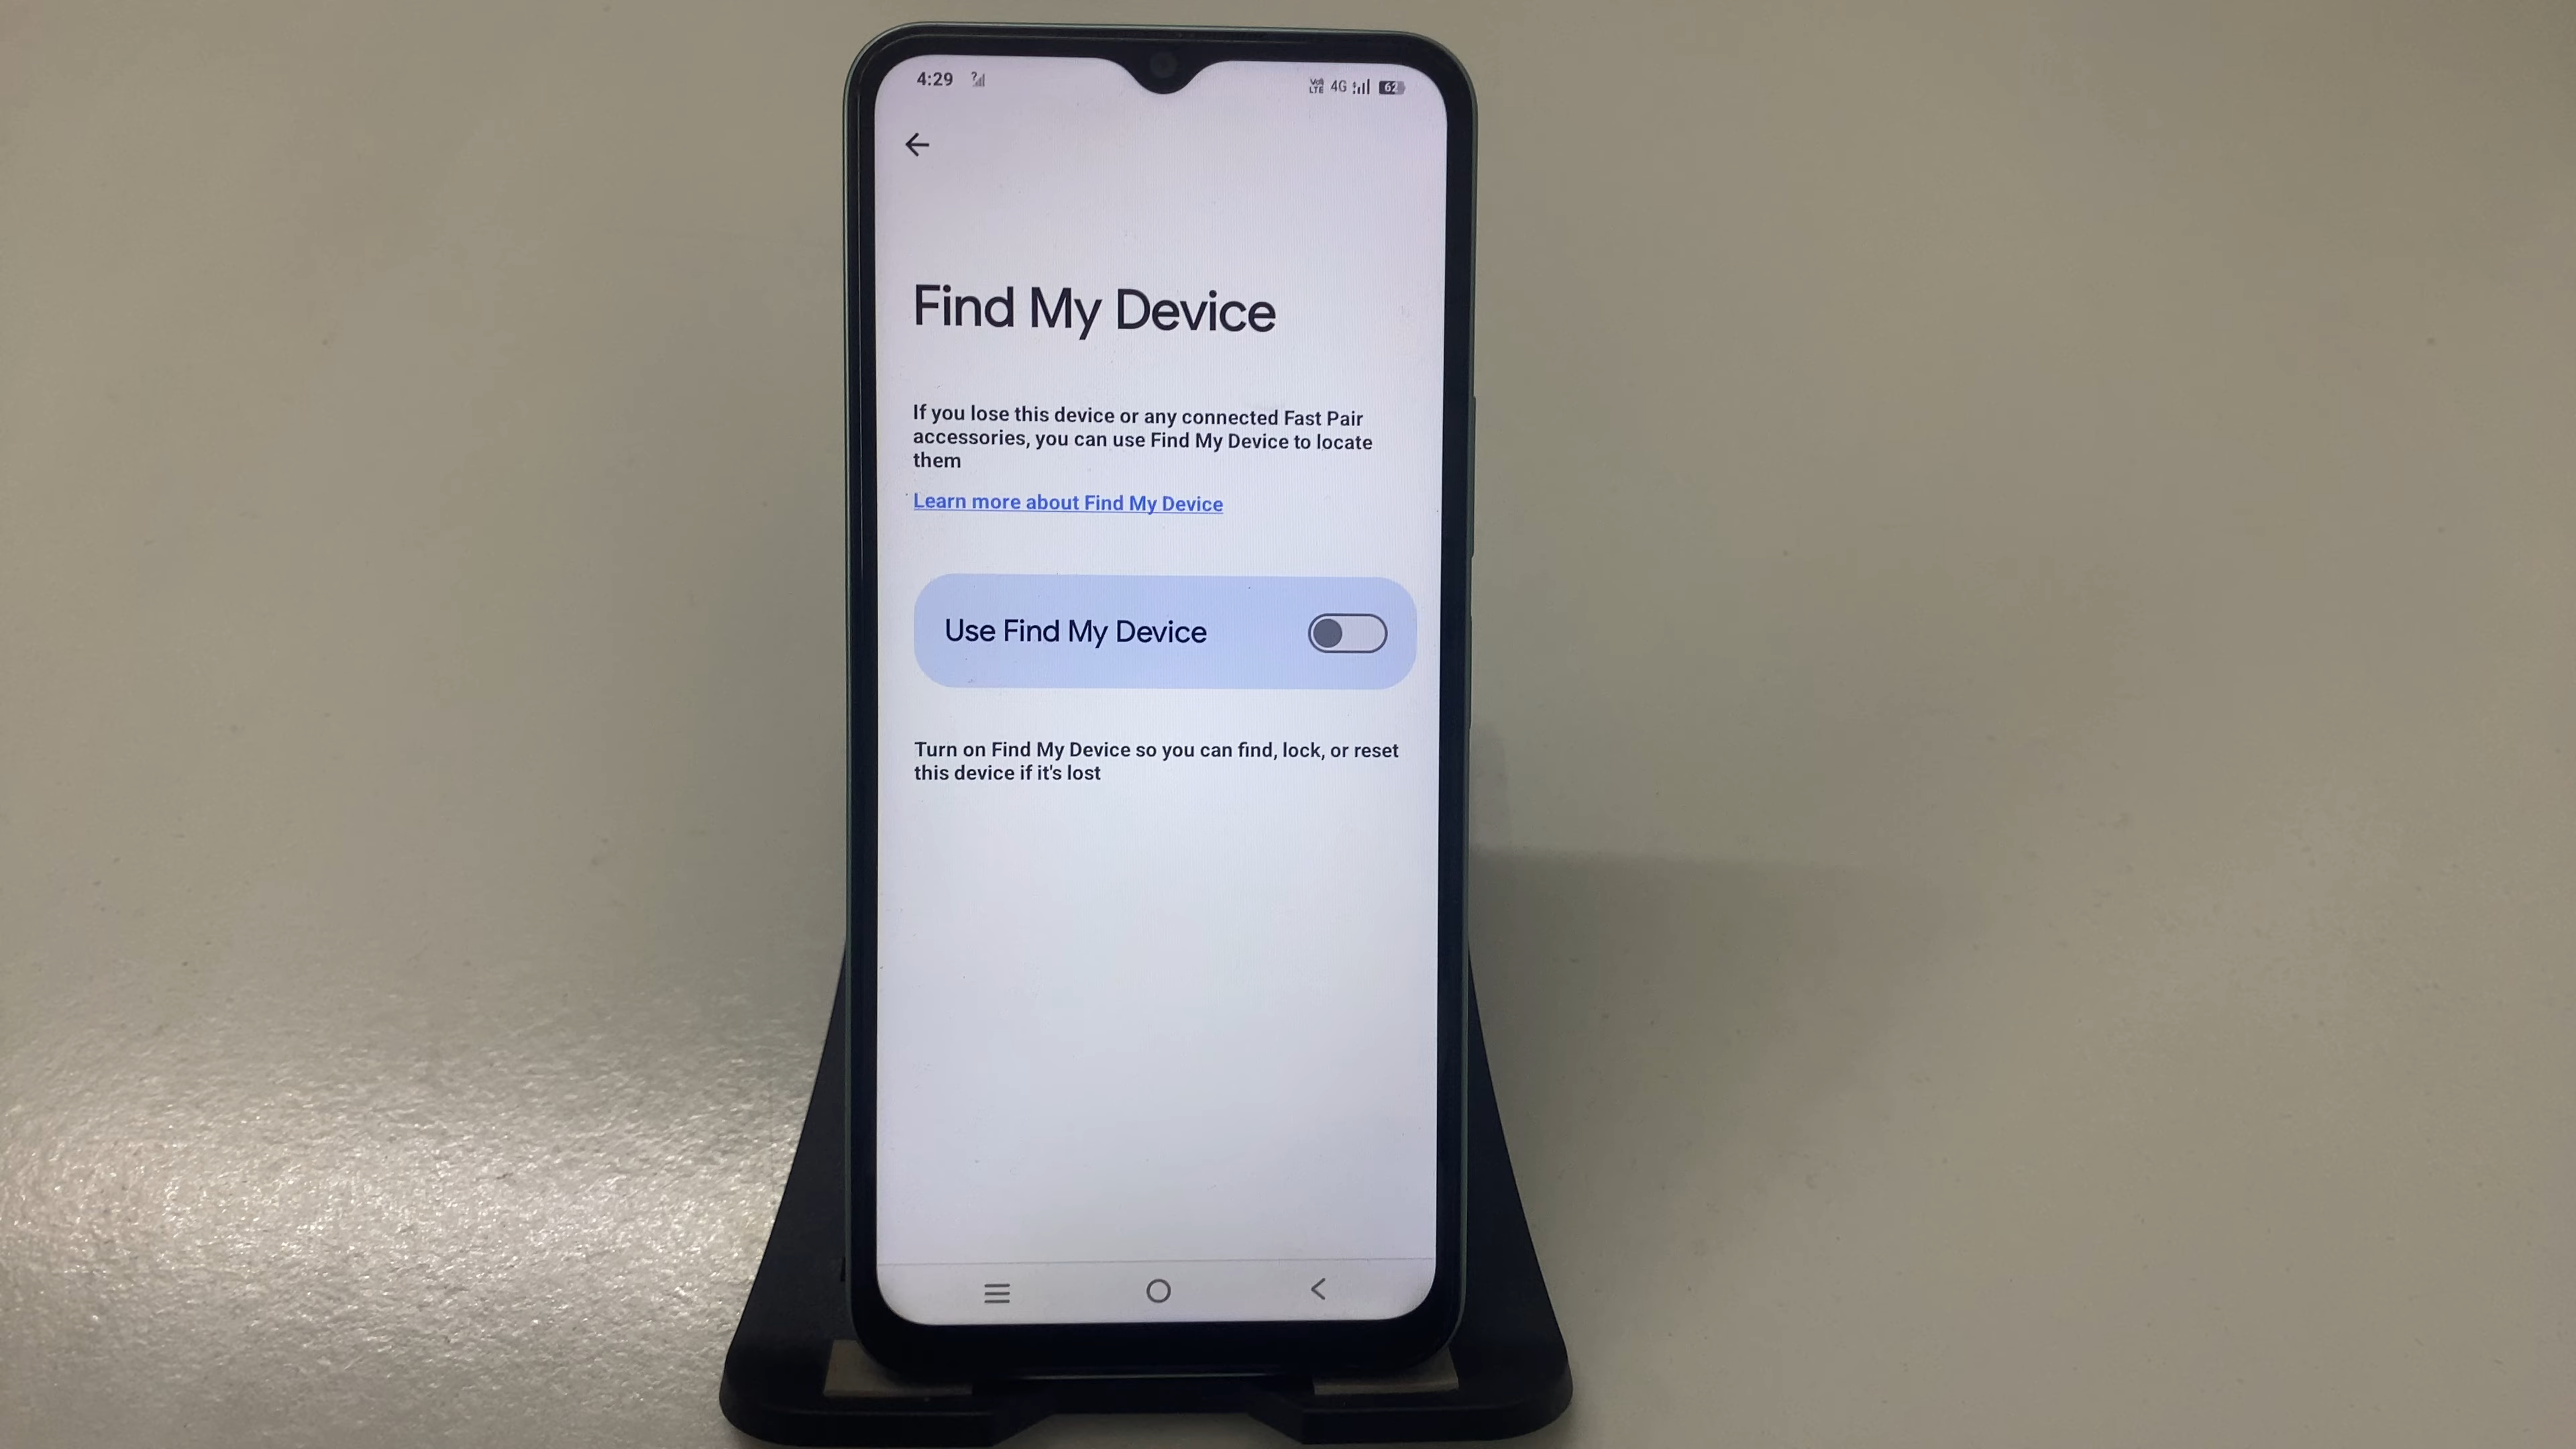 4:29 ?
Vo
LTE 4G 62
Find My Device
If you lose this device or any connected Fast Pair
accessories, you can use Find My Device to locate
them
Learn more about Find My Device
Use Find My Device
Turn on Find My Device so you can find, lock, or reset
this device if it's lost